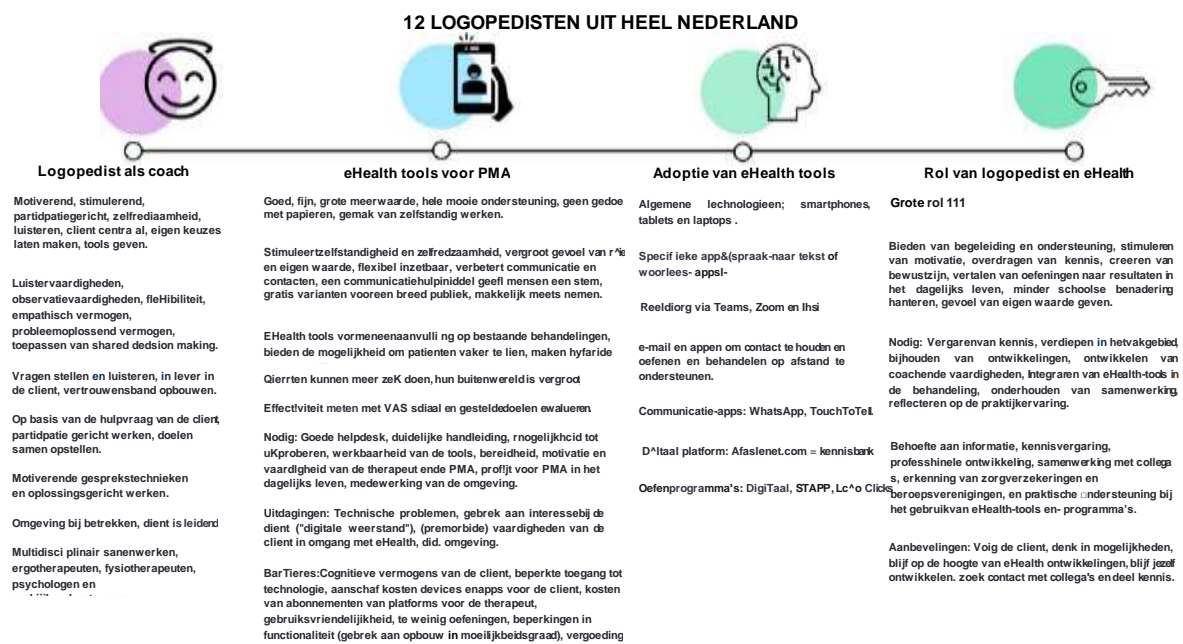 12 LOGOPEDISTEN UIT HEEL NEDERLAND
Logopedist als coach
Motiverend, stimulerend,
partidpatiegericht, zelfrediaamheid,
luisteren, client centra al, eigen keuzes
laten maken, tools geven.
Luistervaardigheden,
observatievaardigheden, fleHibiliteit,
empathisch vermogen,
probleemoplossend vermogen,
toepassen van shared dedsion making.
Vragen stellen en luisteren, in lever in
de client, vertrouwensband opbouwen.
Op basis van de hulpvraag van de client,
partidpatie gericht werken, doelen
samen opstellen.
Motiverende gesprekstechnieken
en oplossingsgericht werken.
Omgeving bij betrekken, dient is leidend
Multidisci plinair sanenwerken,
ergotherapeuten, fysiotherapeuten,
psychologen en
eHealth tools voor PMA
Goed, fijn, grote meerwaarde, hele mooie ondersteuning, geen gedoe
met papieren, gemak van zelfstandig werken.
Stimuleertzelfstandigheid en zelfredzaamheid, vergroot gevoel van r^ie
en eigen waarde, flexibel inzetbaar, verbetert communicatie en
contacten, een communicatiehulpiniddel geefl mensen een stem,
gratis varianten vooreen breed publiek, makkelijk meets nemen.
EHealth tools vormeneenaanvulli ng op bestaande behandelingen,
bieden de mogelijkheid om patienten vaker te lien, maken hyfaride
Qierrten kunnen meer zeK doen, hun buitenwereld is vergroot
Effect!viteit meten met VAS sdiaal en gesteldedoelen ewalueren.
Nodig: Goede helpdesk, duidelijke handleiding, rnogelijkhcid tot
uKproberen, werkbaarheid van de tools, bereidheid, motivatie en
vaardlgheid van de therapeut ende PMA, prof!jt voor PMA in het
dagelijks leven, medewerking van de omgeving.
Uitdagingen: Technische problemen, gebrek aan interessebij de
dient ("digitale weerstand"), (premorbide) vaardigheden van de
client in omgang met eHealth, did. omgeving.
BarTieres:Cognitieve vermogens van de client, beperkte toegang tot
technologie, aanschaf kosten devices enapps voor de client, kosten
van abonnementen van platforms voor de therapeut,
gebruiksvriendelijkheid, te weinig oefeningen, beperkingen in
functionaliteit (gebrek aan opbouw in moeilijkbeidsgraad), vergoeding
Adoptie van eHealth tools
Algemene lechnologieen; smartphones,
tablets en laptops .
Specif ieke app&(spraak-naar tekst of
woorlees- appsl-
Reeldiorg via Teams, Zoom en Ihsi
e-mail en appen om contact te houden en
oefenen en behandelen op afstand te
ondersteunen.
Communicatie-apps: WhatsApp, TouchToTell.
D^ltaal platform: Afaslenet.com = kennisbank
Oefenprogramma's: DigiTaal, STAPP, Lc^o Clicks
Rol van logopedist en eHealth
Grote rol 111
Bieden van begeleiding en ondersteuning, stimuleren
van motivatie, overdragen van kennis, creeren van
bewustzijn, vertalen van oefeningen naar resultaten in
het dagelijks leven, minder schoolse benadering
hanteren, gevoel van eigen waarde geven.
Nodig: Vergarenvan kennis, verdiepen in hetvakgebied,
bijhouden van ontwikkelingen, ontwikkelen van
coachende vaardigheden, Integraren van eHealth-tools in
de behandeling, onderhouden van samenwerking,
reflecteren op de praktijkervaring.
Behoefte aan informatie, kennisvergaring,
professhinele ontwikkeling, samenwerking met collega
s, erkenning van zorgverzekeringen en
beroepsverenigingen, en praktische □ndersteuning bij
het gebruikvan eHealth-tools en- programma's.
Aanbevelingen: Voig de client, denk in mogelijkheden,
blijf op de hoogte van eHealth ontwikkelingen, blijf jezelf
ontwikkelen. zoek contact met collega's endeel kennis.